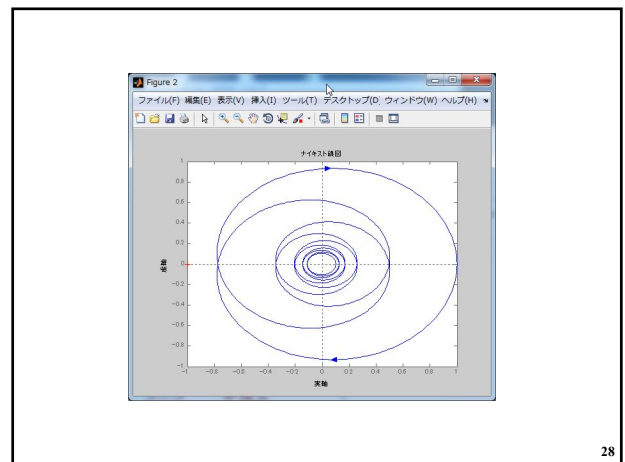 Figure 2
ファイル(F) 編集(E) 表示(V) 挿入(I) ツール(T) デスクトップ(D) ウィンドウ(W) ヘルプ(H)
ナイキスト線図
1
0.8
0.6
0.4
0.2
0
-0.2
-0.4
-0.6
-0.8
-1
虚軸
-1 -0.8 -0.6 -0.4 -0.2 0 0.2 0.4 0.6 0.8 1
実軸
28